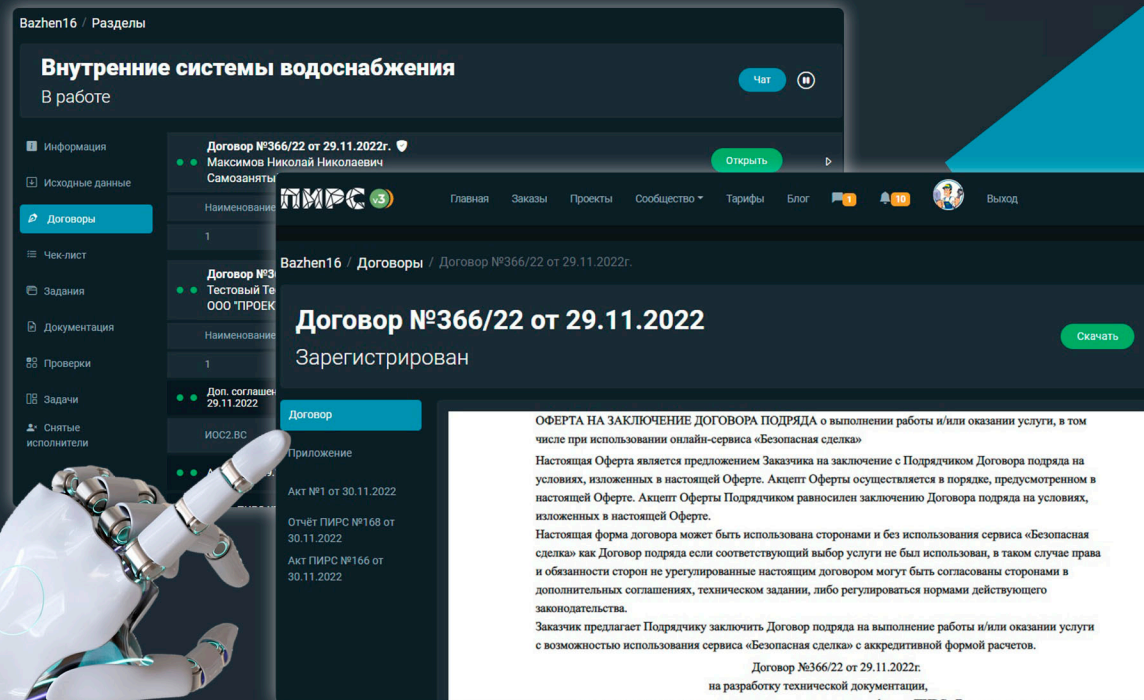 Bazhen16 / Разделы
Внутренние системы водоснабжения
В работе
Чат
Информация
Исходные данные
Договоры
Чек-лист
Задания
Документация
Проверки
Задачи
Снятые
исполнители
Договор №366/22 от 29.11.2022г.
Максимов Николай Николаевич
Самозаняты
Открыть
Наименование
1
Договор №3
Тестовый Те
ООО "ПРОЕК
Наименование
1
Доп. соглашен
29.11.2022
ИОС2.ВС
ПИРС v3
Главная
Заказы
Проекты
Сообщество
Тарифы
Блог
1
10
Выход
Bazhen16 / Договоры / Договор №366/22 от 29.11.2022г.
Договор №366/22 от 29.11.2022
Зарегистрирован
Скачать
Договор
Приложение
Акт №1 от 30.11.2022
Отчёт ПИРС №168 от
30.11.2022
Акт ПИРС №166 от
30.11.2022
ОФЕРТА НА ЗАКЛЮЧЕНИЕ ДОГОВОРА ПОДРЯДА о выполнении работы и/или оказании услуги, в том
числе при использовании онлайн-сервиса «Безопасная сделка»
Настоящая Оферта является предложением Заказчика на заключение с Подрядчиком Договора подряда на
условиях, изложенных в настоящей Оферте. Акцепт Оферты осуществляется в порядке, предусмотренном в
настоящей Оферте. Акцепт Оферты Подрядчиком равносилен заключению Договора подряда на условиях,
изложенных в настоящей Оферте.
Настоящая форма договора может быть использована сторонами и без использования сервиса «Безопасная
сделка» как Договор подряда если соответствующий выбор услуги не был использован, в таком случае права
и обязанности сторон не урегулированные настоящим договором могут быть согласованы сторонами в
дополнительных соглашениях, техническом задании, либо регулироваться нормами действующего
законодательства.
Заказчик предлагает Подрядчику заключить Договор подряда на выполнение работы и/или оказании услуги
с возможностью использования сервиса «Безопасная сделка» с аккредитивной формой расчетов.
Договор №366/22 от 29.11.2022г.
на разработку технической документации,